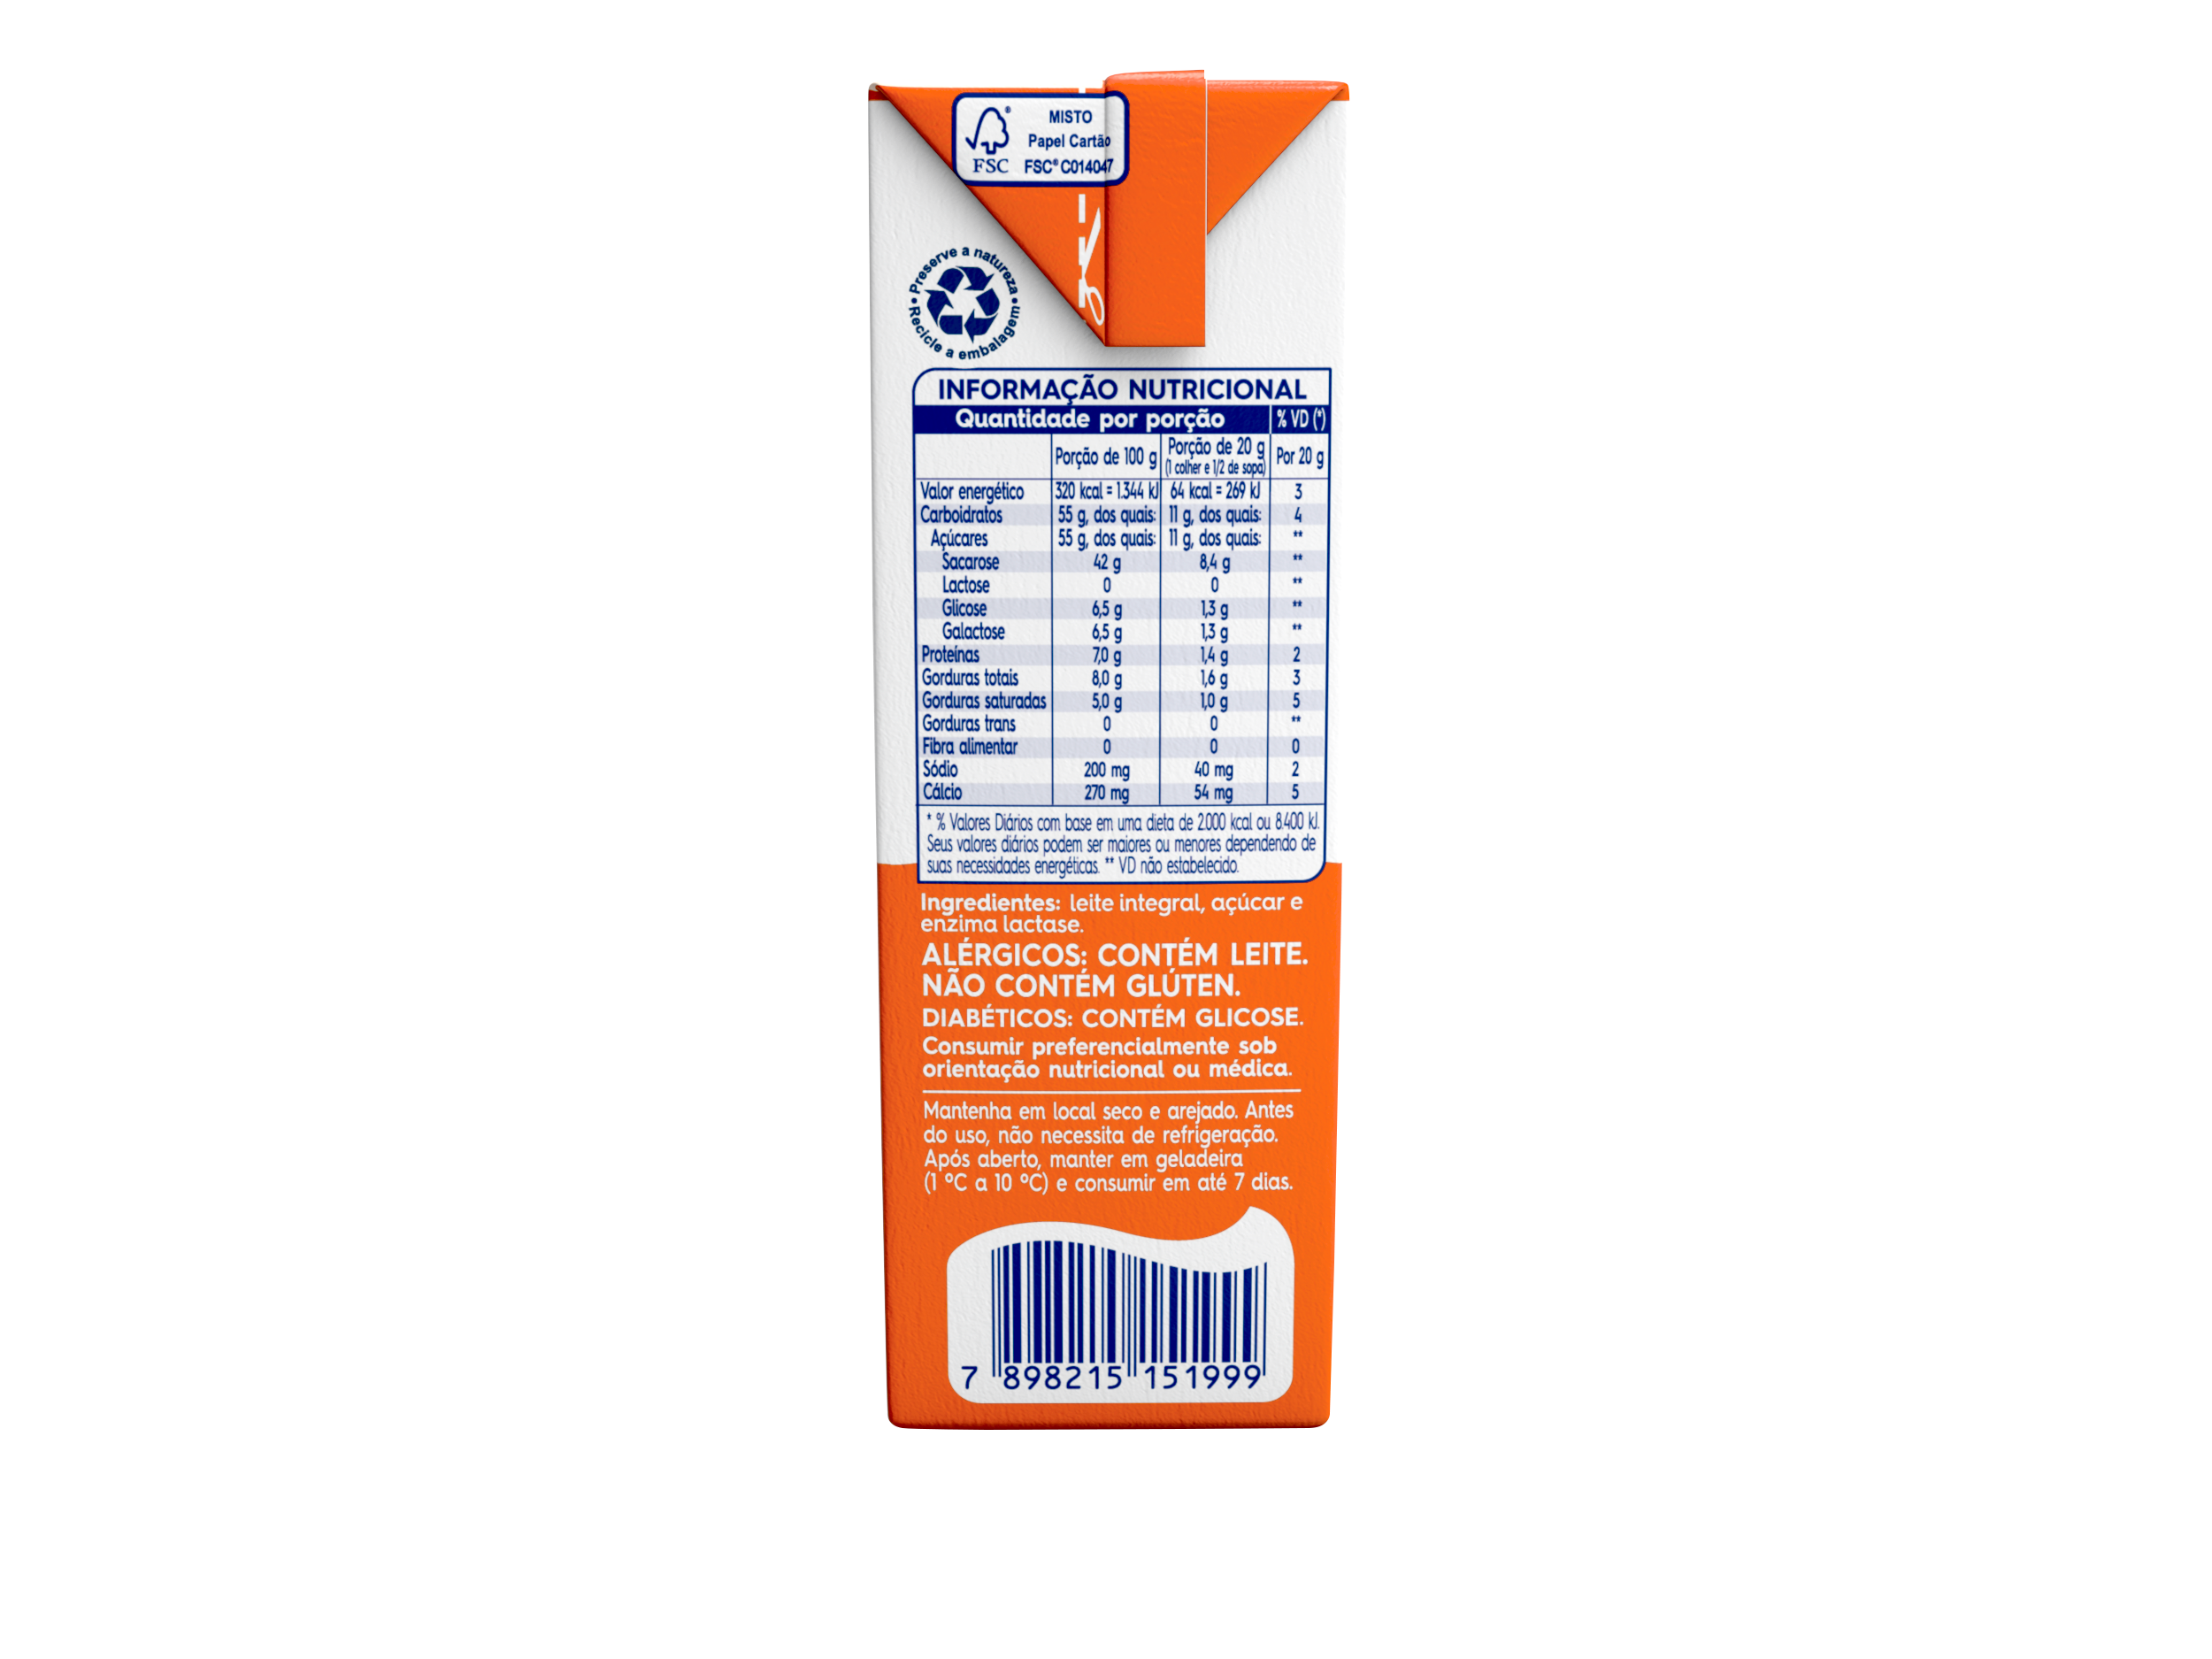 MISTO
Papel Cartão
FSC FSC® C014047
Preserve a natureza • Recicle a embalagem •
INFORMAÇÃO NUTRICIONAL
Quantidade por porção % VD (*)
Porção de 100 g Porção de 20 g (1 colher e 1/2 de sopa) Por 20 g
Valor energético 320 kcal = 1.344 kJ 64 kcal = 269 kJ 3
Carboidratos 55 g, dos quais: 11 g, dos quais: 4
Açúcares 55 g, dos quais: 11 g, dos quais: **
Sacarose 42 g 8,4 g **
Lactose 0 0 **
Glicose 6,5 g 1,3 g **
Galactose 6,5 g 1,3 g **
Proteínas 7,0 g 1,4 g 2
Gorduras totais 8,0 g 1,6 g 3
Gorduras saturadas 5,0 g 1,0 g 5
Gorduras trans 0 0 **
Fibra alimentar 0 0 0
Sódio 200 mg 40 mg 2
Cálcio 270 mg 54 mg 5
* % Valores Diários com base em uma dieta de 2.000 kcal ou 8.400 kJ.
Seus valores diários podem ser maiores ou menores dependendo de
suas necessidades energéticas. ** VD não estabelecido.
Ingredientes: leite integral, açúcar e
enzima lactase.
ALÉRGICOS: CONTÉM LEITE.
NÃO CONTÉM GLÚTEN.
DIABÉTICOS: CONTÉM GLICOSE.
Consumir preferencialmente sob
orientação nutricional ou médica.
Mantenha em local seco e arejado. Antes
do uso, não necessita de refrigeração.
Após aberto, manter em geladeira
(1 ºC a 10 ºC) e consumir em até 7 dias.
7 898215 151999